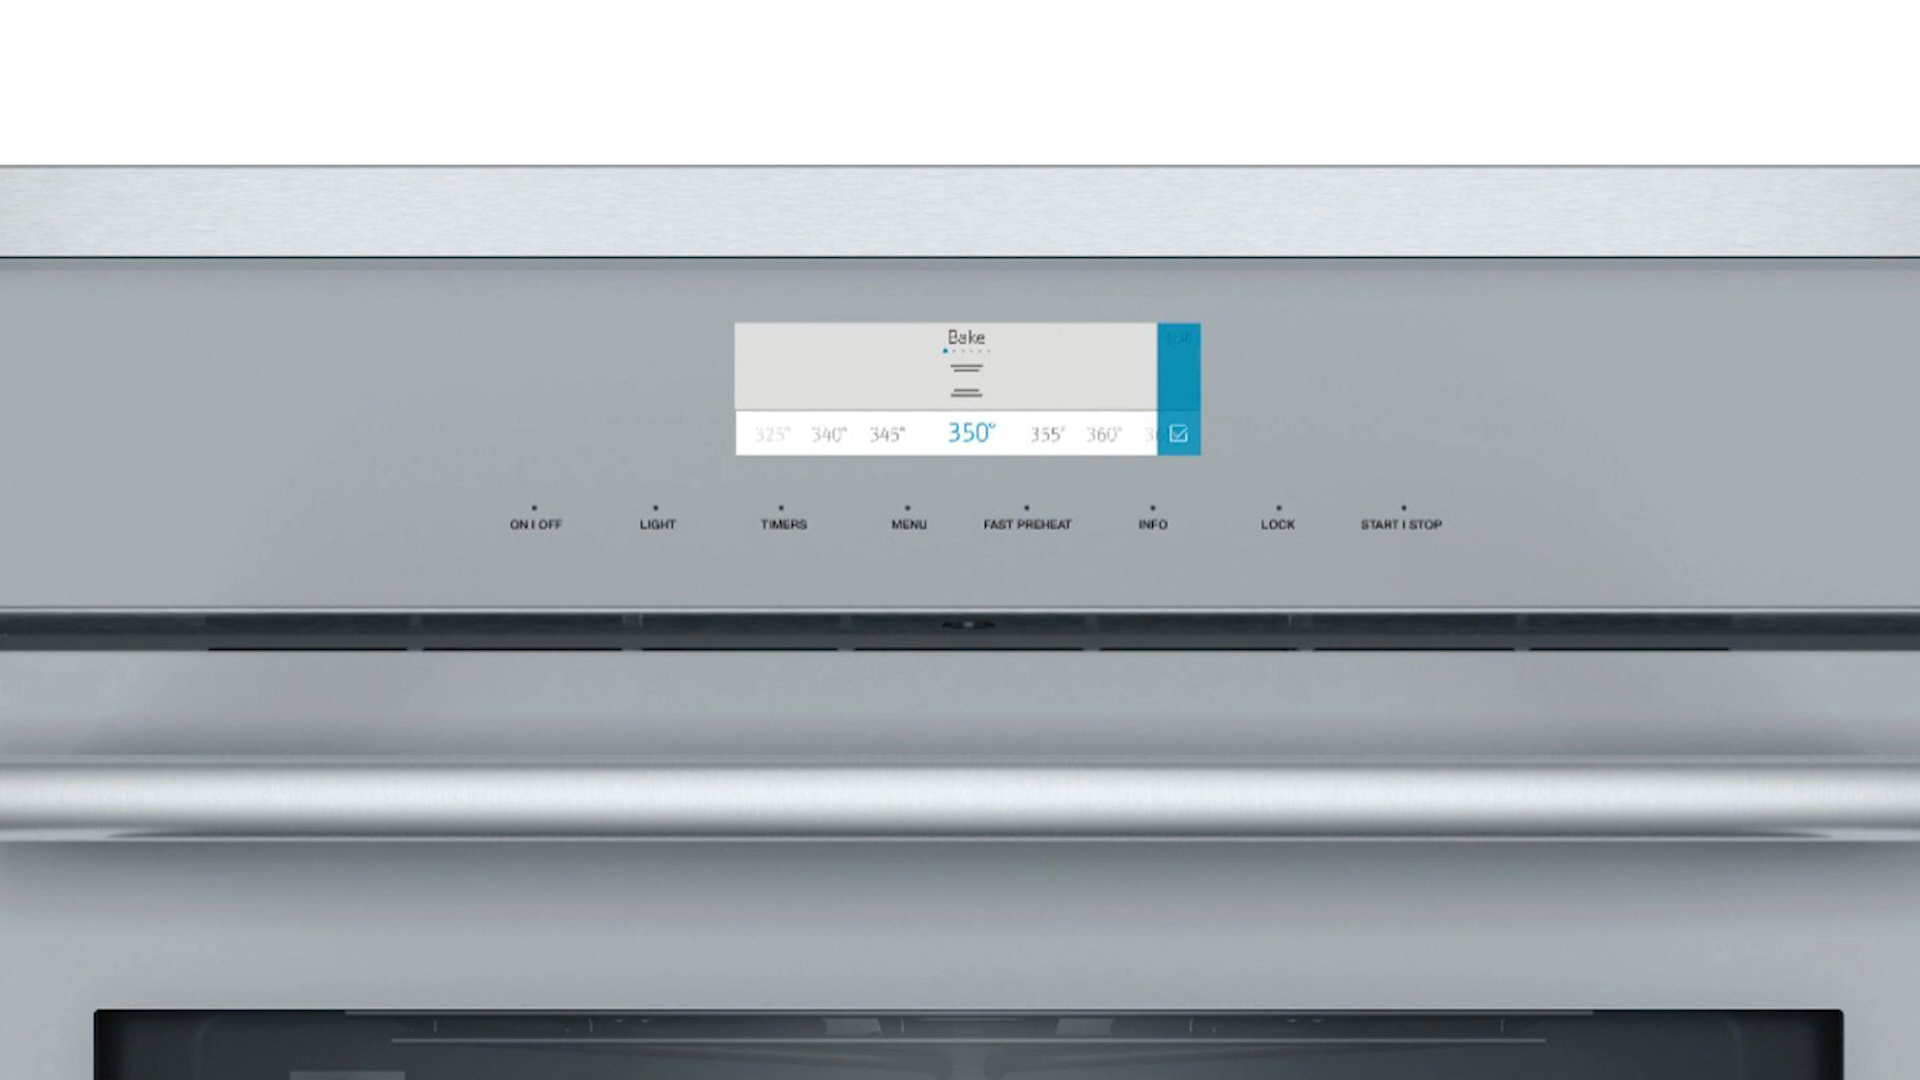 Bake
325° 340° 345° 350° 355° 360°
ON I OFF LIGHT TIMERS MENU FAST PREHEAT INFO LOCK START I STOP